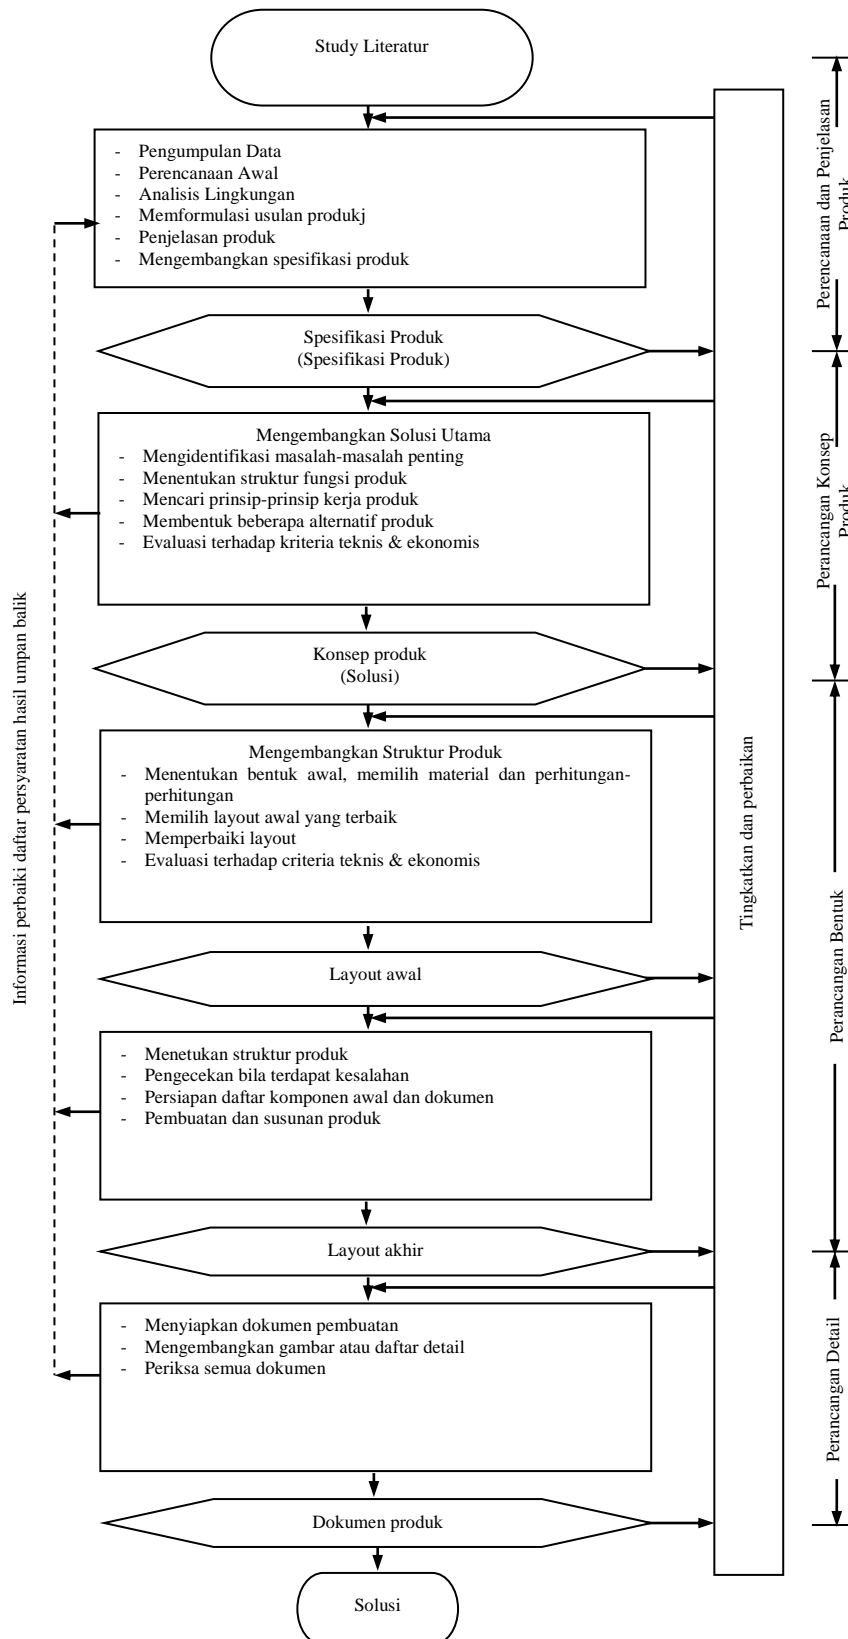 Study Literatur
- Pengumpulan Data
- Perencanaan Awal
- Analisis Lingkungan
- Memformulasi usulan produkj
- Penjelasan produk
- Mengembangkan spesifikasi produk
Spesifikasi Produk
(Spesifikasi Produk)
Mengembangkan Solusi Utama
- Mengidentifikasi masalah-masalah penting
- Menentukan struktur fungsi produk
- Mencari prinsip-prinsip kerja produk
- Membentuk beberapa alternatif produk
- Evaluasi terhadap kriteria teknis & ekonomis
Konsep produk
(Solusi)
Mengembangkan Struktur Produk
- Menentukan bentuk awal, memilih material dan perhitungan-
perhitungan
- Memilih layout awal yang terbaik
- Memperbaiki layout
- Evaluasi terhadap criteria teknis & ekonomis
Layout awal
- Menetukan struktur produk
- Pengecekan bila terdapat kesalahan
- Persiapan daftar komponen awal dan dokumen
- Pembuatan dan susunan produk
Layout akhir
- Menyiapkan dokumen pembuatan
- Mengembangkan gambar atau daftar detail
- Periksa semua dokumen
Dokumen produk
Solusi
Informasi perbaiki daftar persyaratan hasil umpan balik
Tingkatkan dan perbaikan
Perencanaan dan Penjelasan
Produk
Perancangan Konsep
Produk
Perancangan Bentuk
Perancangan Detail